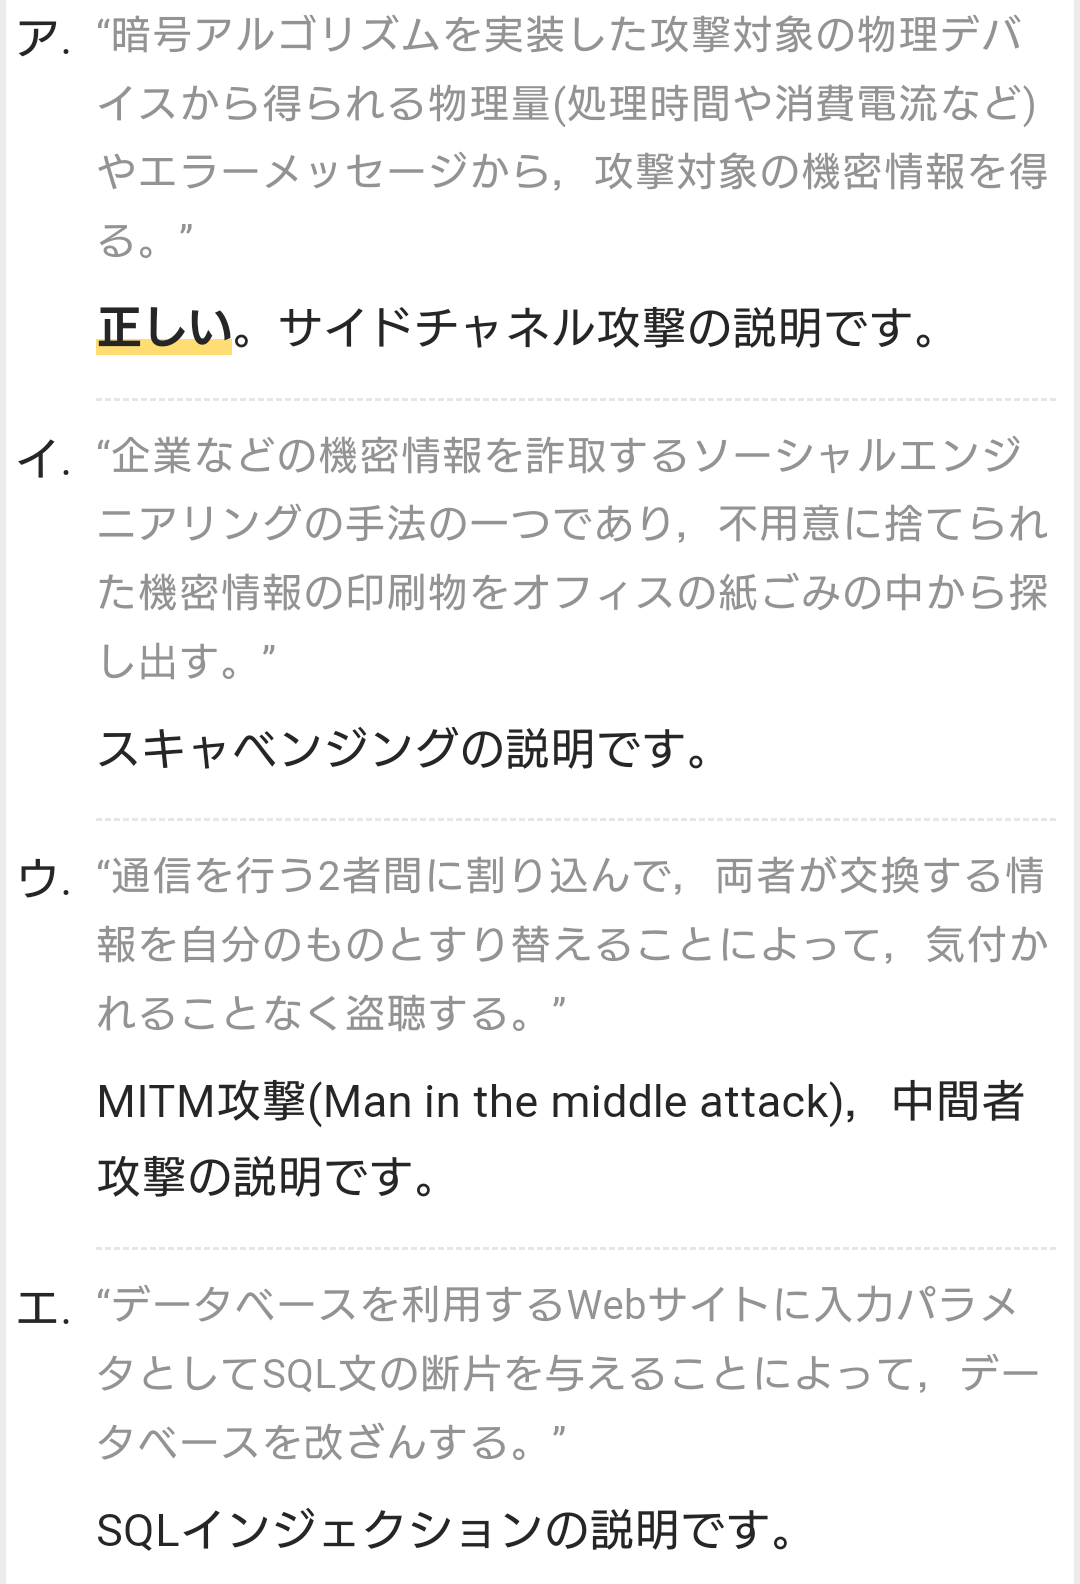 ア. “暗号アルゴリズムを実装した攻撃対象の物理デバ
イスから得られる物理量(処理時間や消費電流など)
やエラーメッセージから，攻撃対象の機密情報を得
る。”
正しい。サイドチャネル攻撃の説明です。
イ. “企業などの機密情報を詐取するソーシャルエンジ
ニアリングの手法の一つであり，不用意に捨てられ
た機密情報の印刷物をオフィスの紙ごみの中から探
し出す。”
スキャベンジングの説明です。
ウ. “通信を行う2者間に割り込んで，両者が交換する情
報を自分のものとすり替えることによって，気付か
れることなく盗聴する。”
MITM攻撃(Man in the middle attack)，中間者
攻撃の説明です。
エ. “データベースを利用するWebサイトに入力パラメ
タとしてSQL文の断片を与えることによって，デー
タベースを改ざんする。”
SQLインジェクションの説明です。